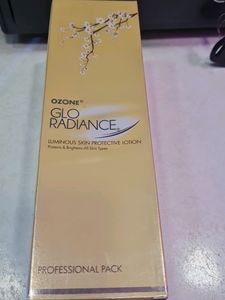 OZONE®
GLO
RADIANCE
LUMINOUS SKIN PROTECTIVE LOTION
Protects & Brightens All Skin Types
PROFESSIONAL PACK